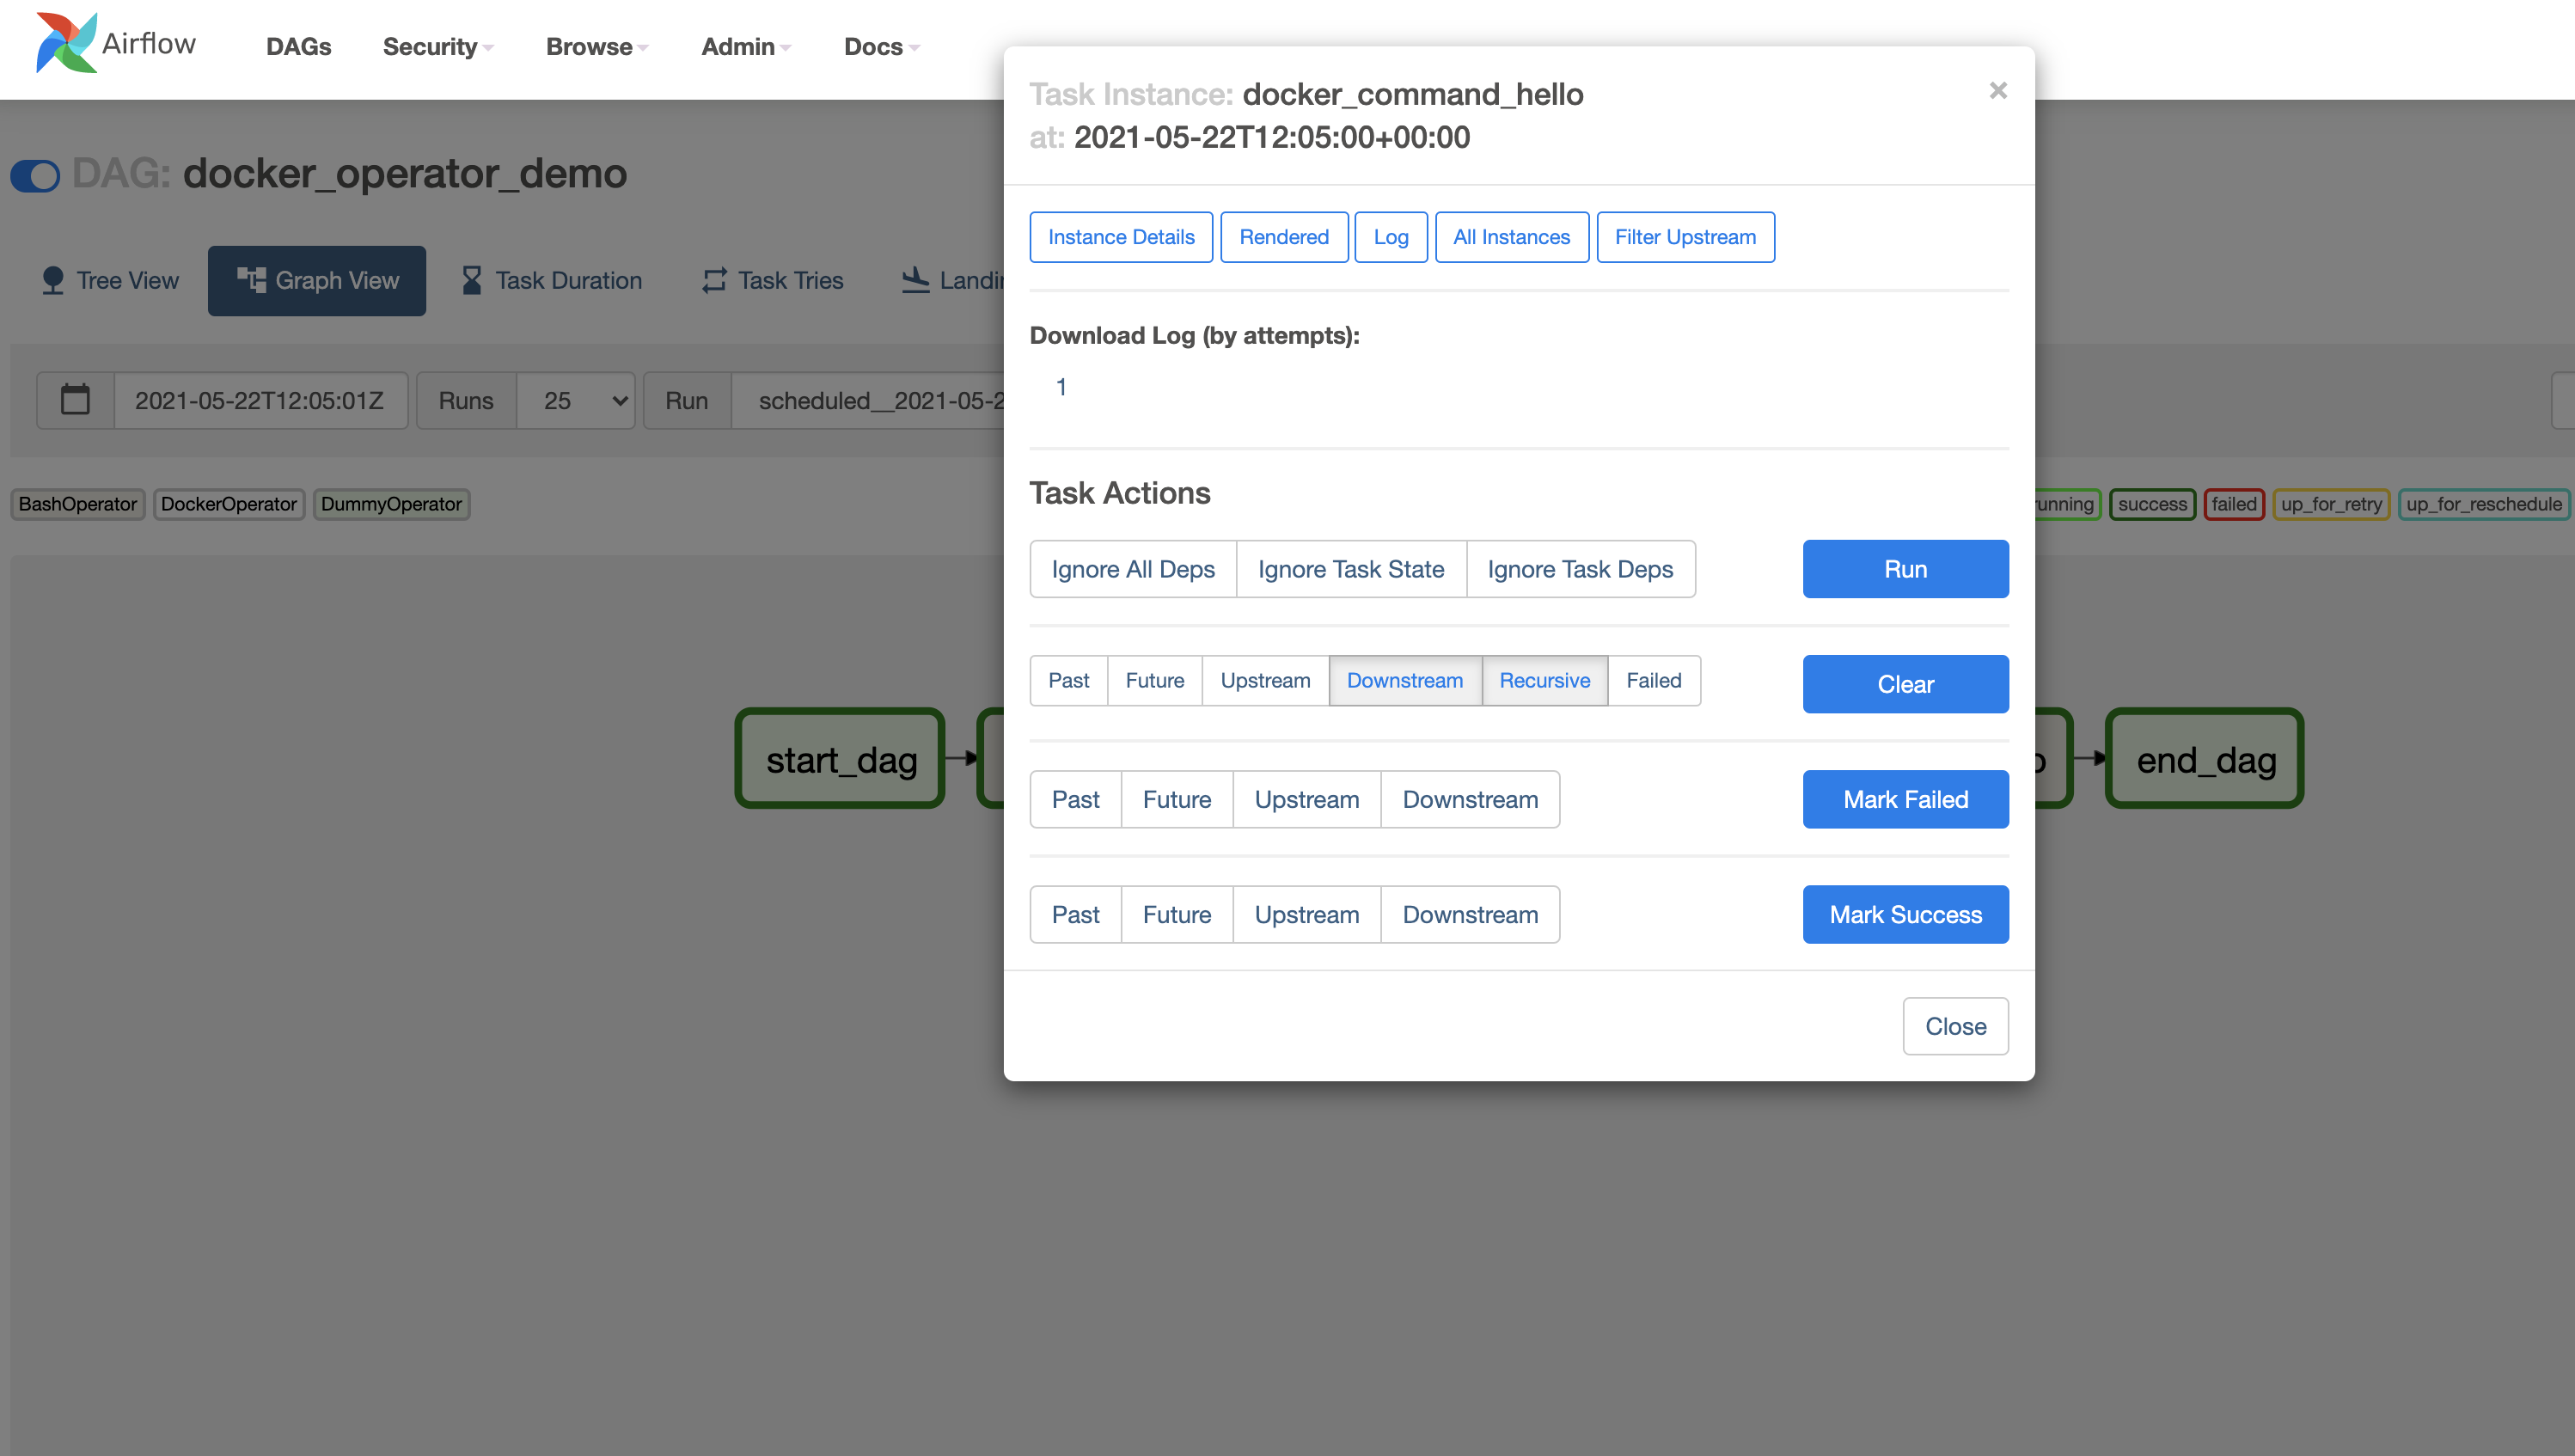 Airflow DAGs Security Browse Admin Docs
DAG: docker_operator_demo
Tree View Graph View Task Duration Task Tries
2021-05-22T12:05:01Z Runs 25 Run scheduled__2021-05-2
BashOperator DockerOperator DummyOperator
success failed up_for_retry up_for_reschedule
start_dag
end_dag
Task Instance: docker_command_hello
at: 2021-05-22T12:05:00+00:00
×
Instance Details Rendered Log All Instances Filter Upstream
Download Log (by attempts):
1
Task Actions
Ignore All Deps Ignore Task State Ignore Task Deps Run
Past Future Upstream Downstream Recursive Failed Clear
Past Future Upstream Downstream Mark Failed
Past Future Upstream Downstream Mark Success
Close